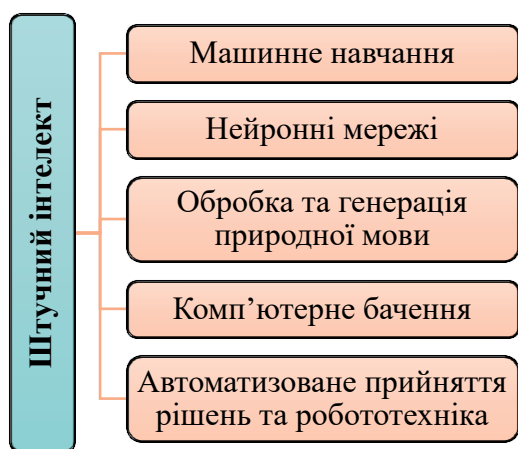 Штучний інтелект
Машинне навчання
Нейронні мережі
Обробка та генерація
природної мови
Комп’ютерне бачення
Автоматизоване прийняття
рішень та робототехніка